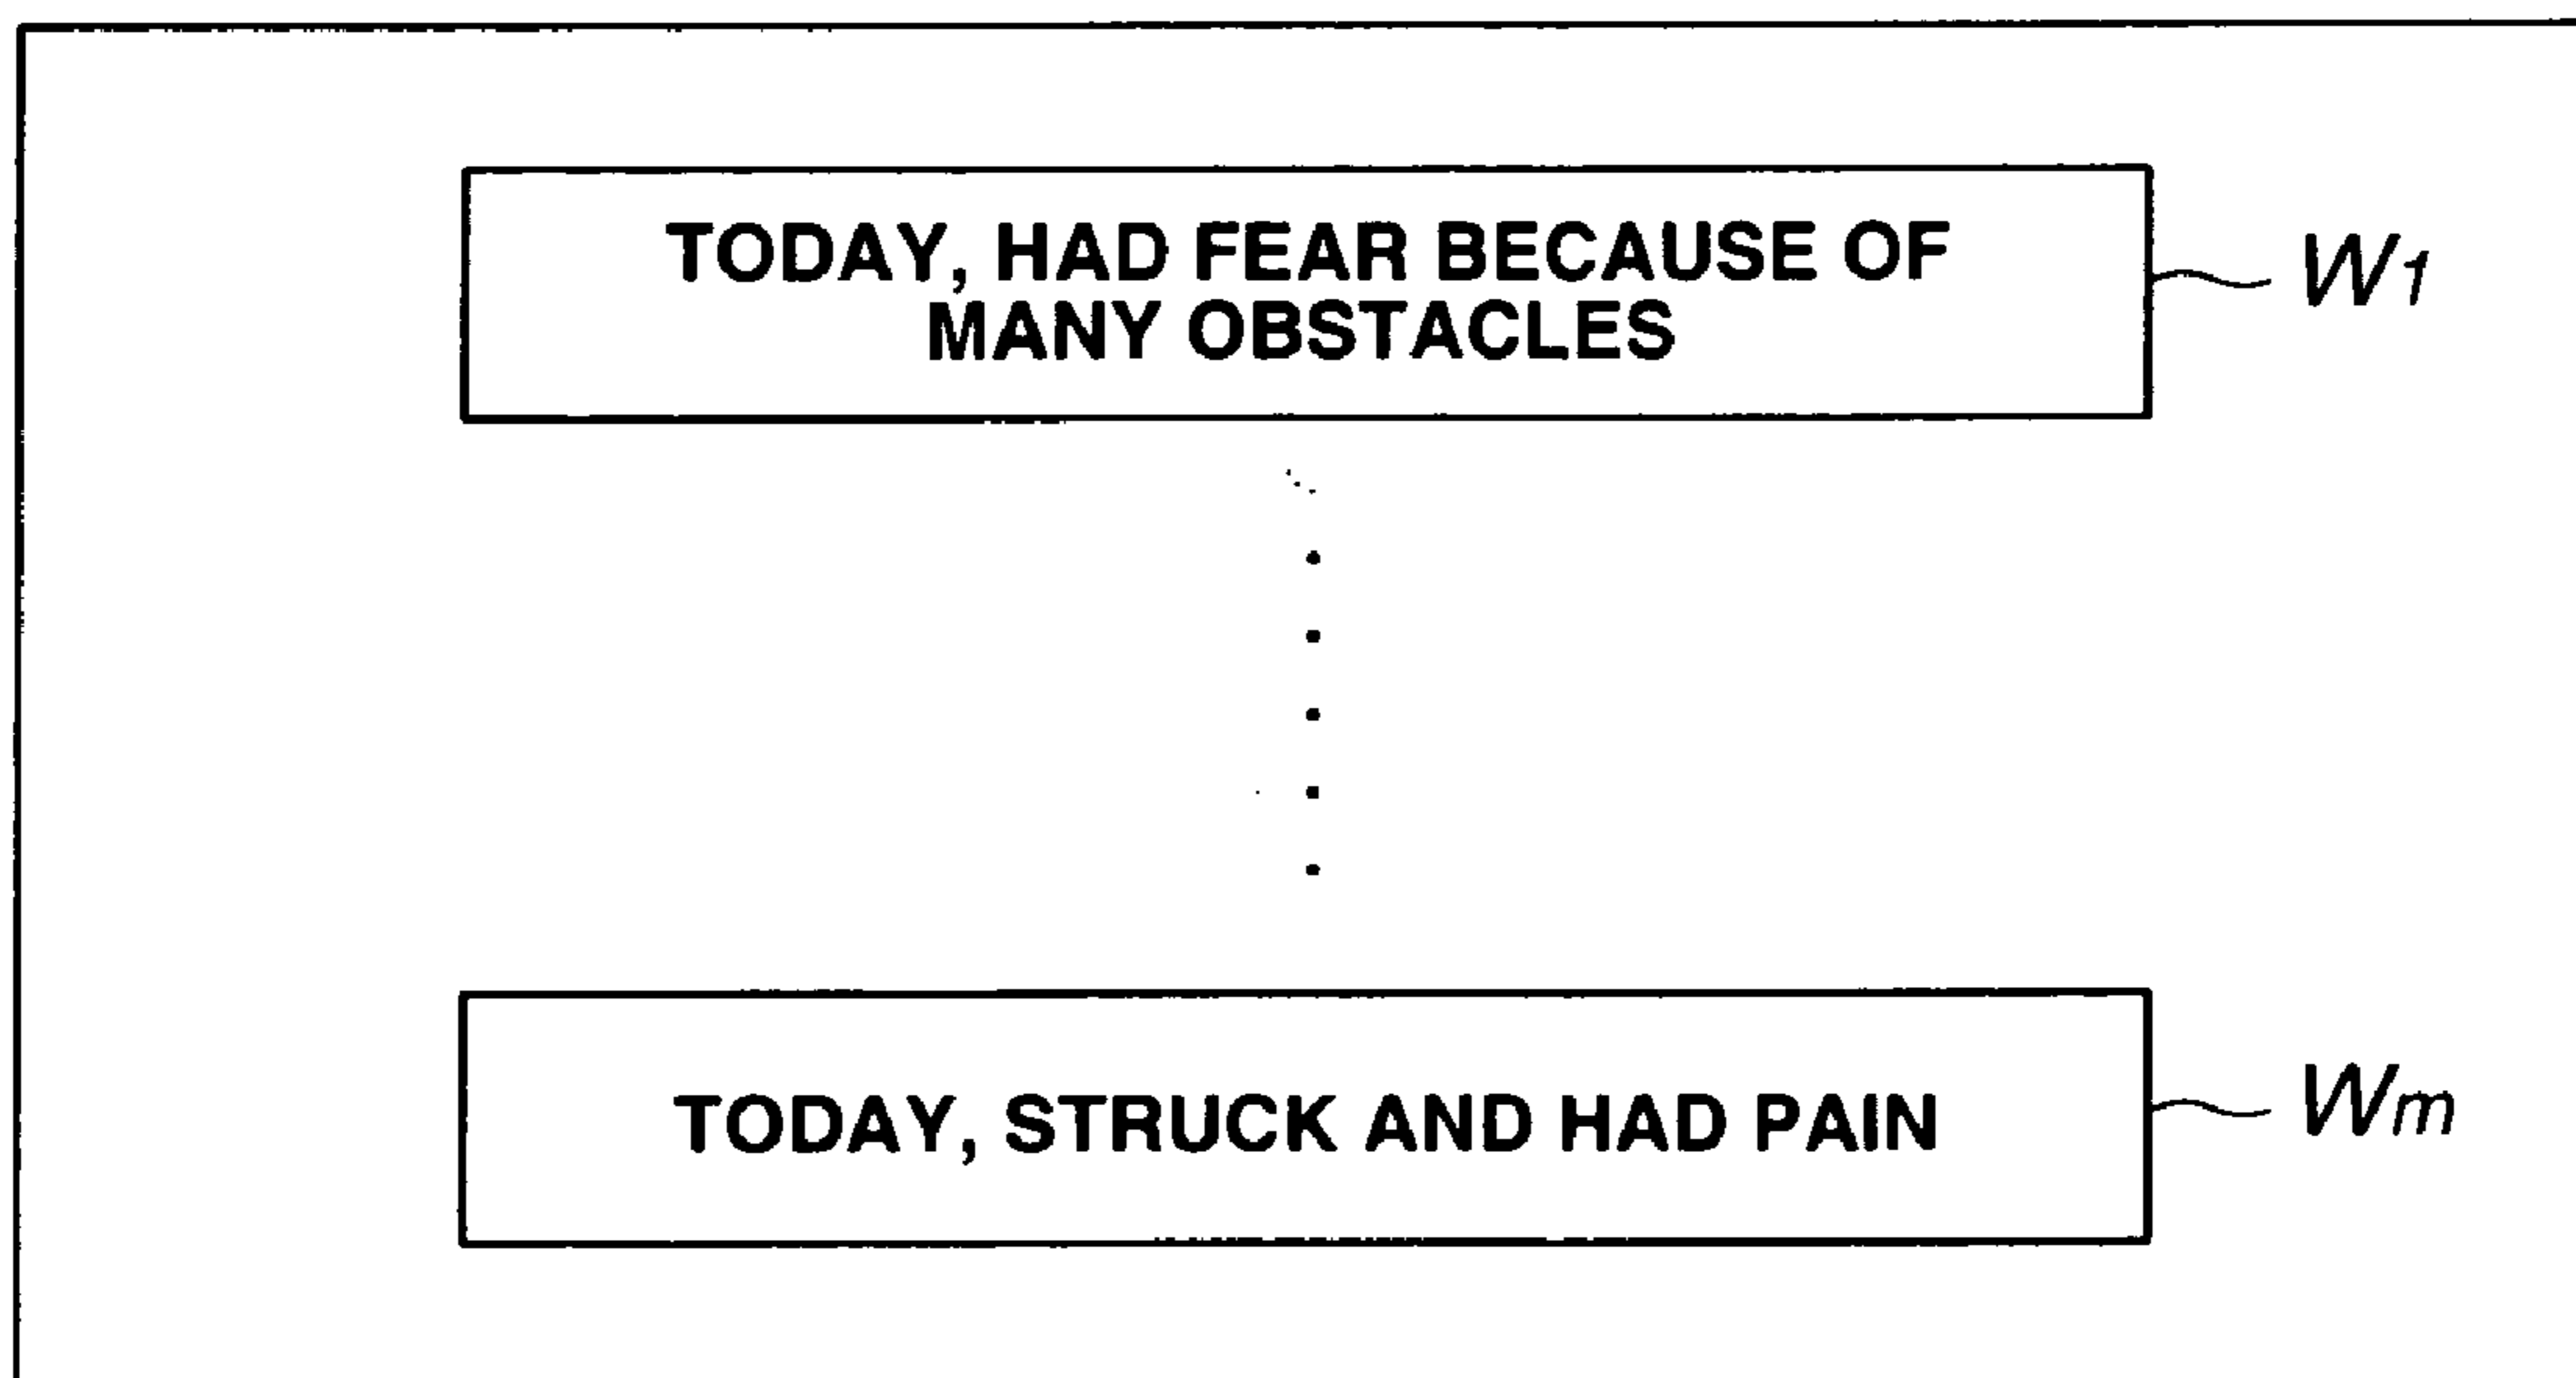 TODAY, HAD FEAR BECAUSE OF
MANY OBSTACLES
W1
TODAY, STRUCK AND HAD PAIN
Wm